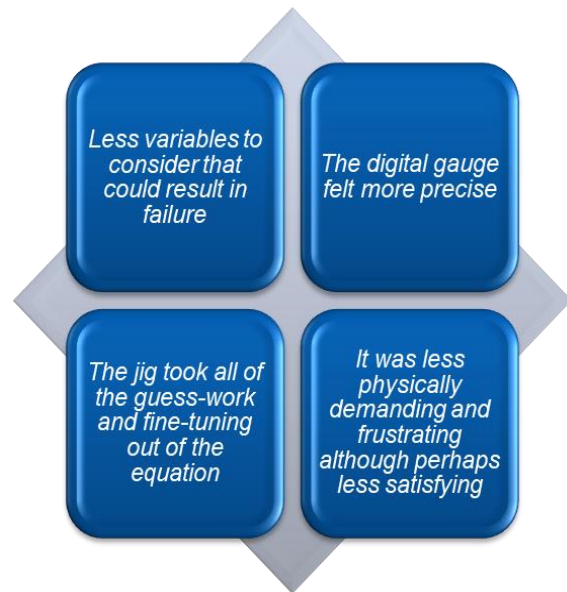 Less variables to
consider that
could result in
failure
The digital gauge
felt more precise
The jig took all of
the guess-work
and fine-tuning
out of the
equation
It was less
physically
demanding and
frustrating
although perhaps
less satisfying